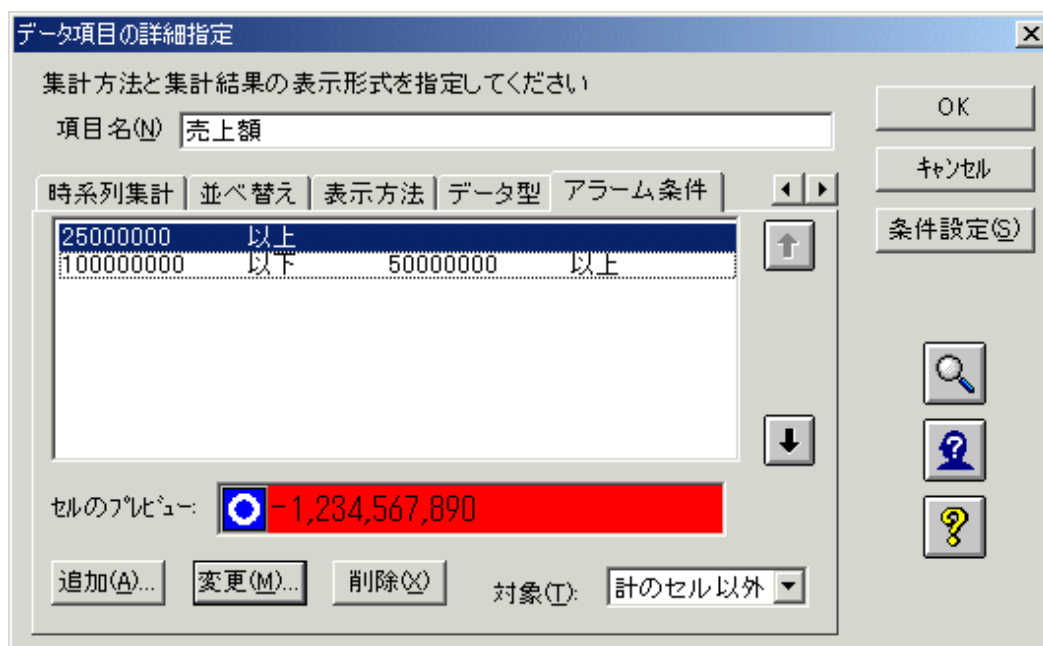 データ項目の詳細指定
集計方法と集計結果の表示形式を指定してください
項目名(N) 売上額
OK
キャンセル
条件設定(S)
時系列集計 並べ替え 表示方法 データ型 アラーム条件
25000000 以上
100000000 以下 50000000 以上
セルのプレビュー: -1,234,567,890
追加(A)... 変更(M)... 削除(X) 対象(T): 計のセル以外